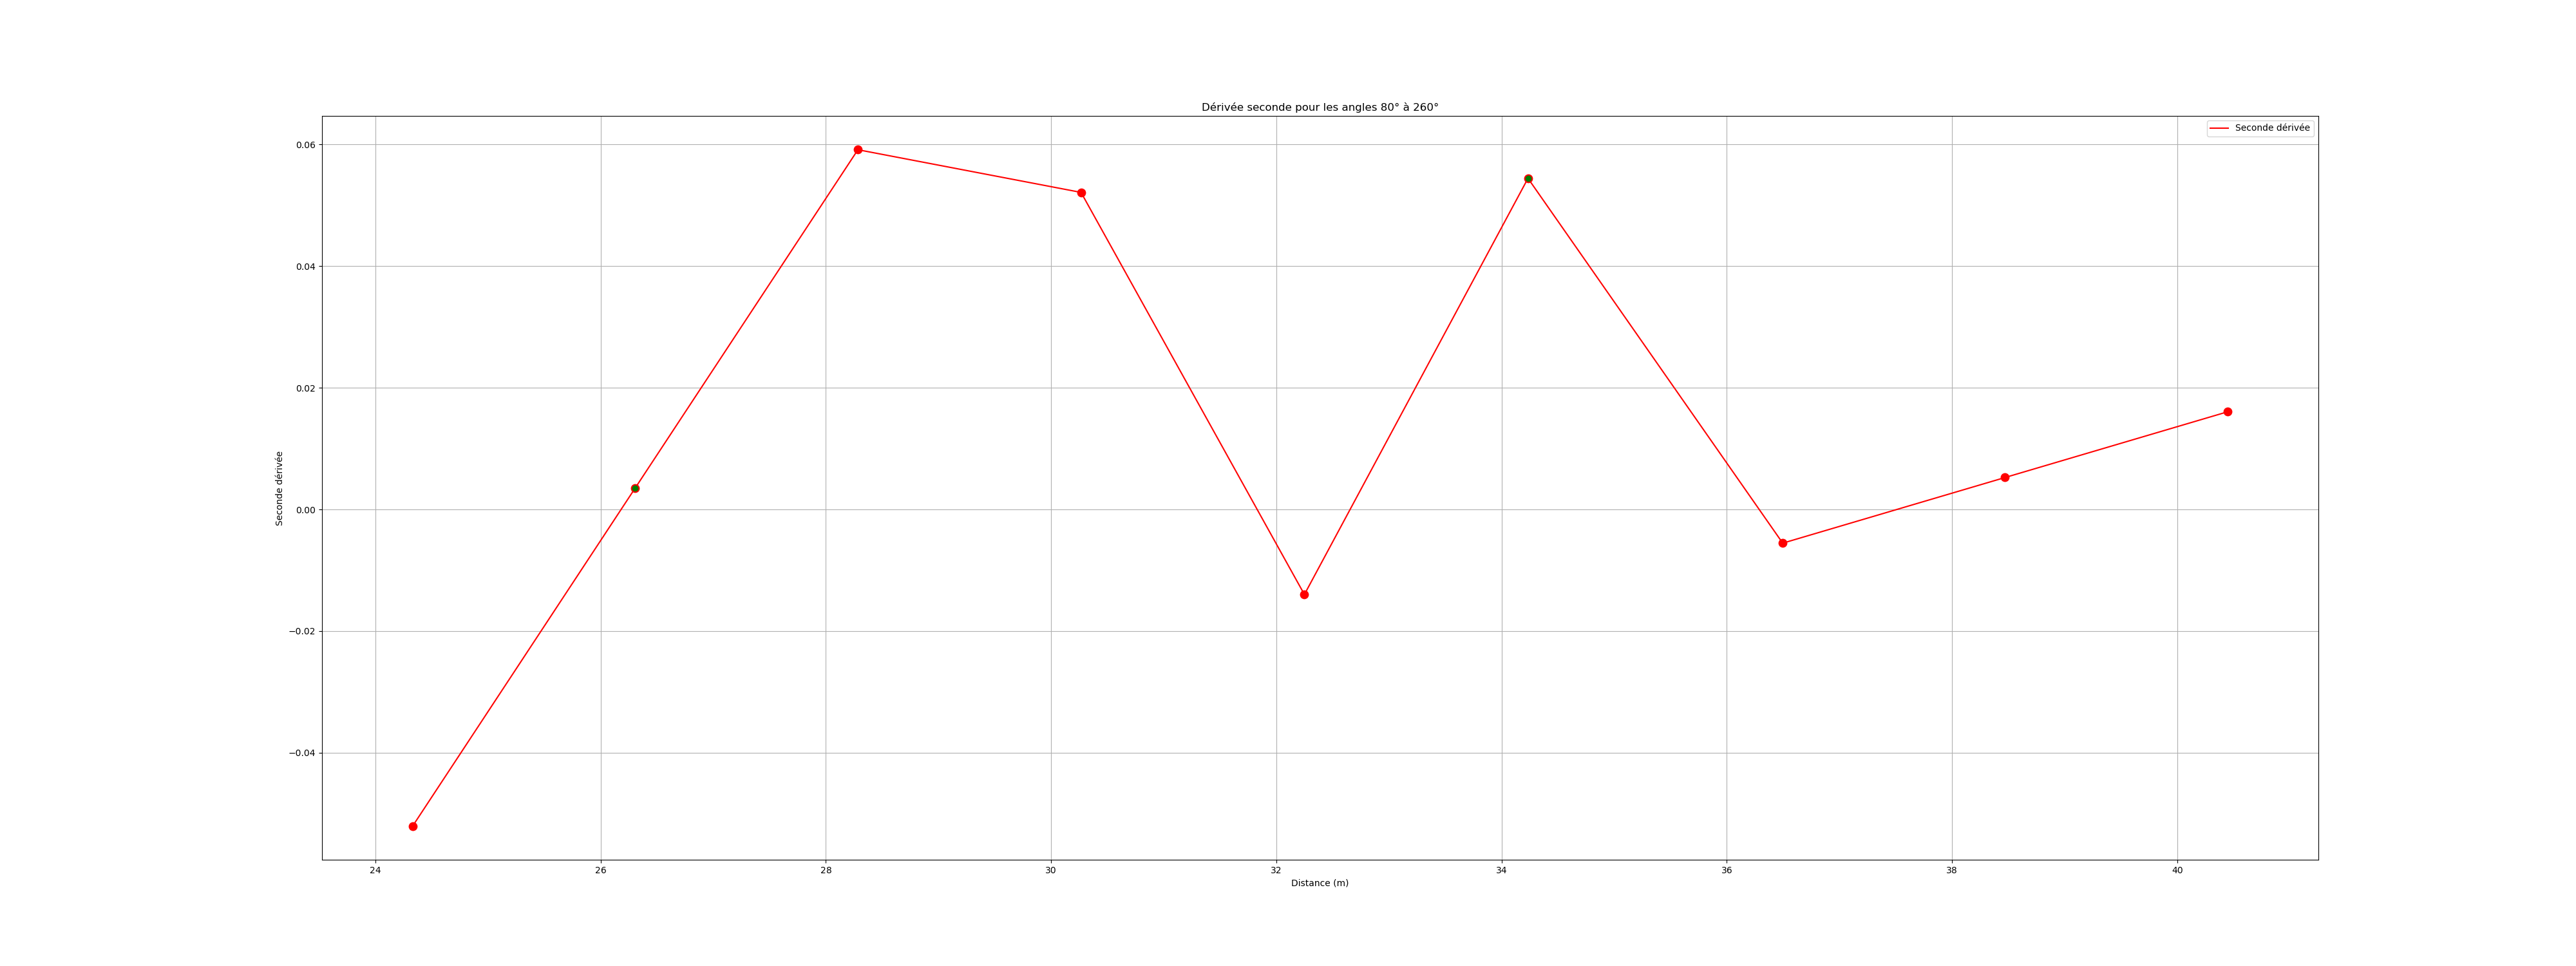 Dérivée seconde pour les angles 80° à 260°
Seconde dérivée
0.06
0.04
0.02
0.00
−0.02
−0.04
Seconde dérivée
24 26 28 30 32 34 36 38 40
Distance (m)